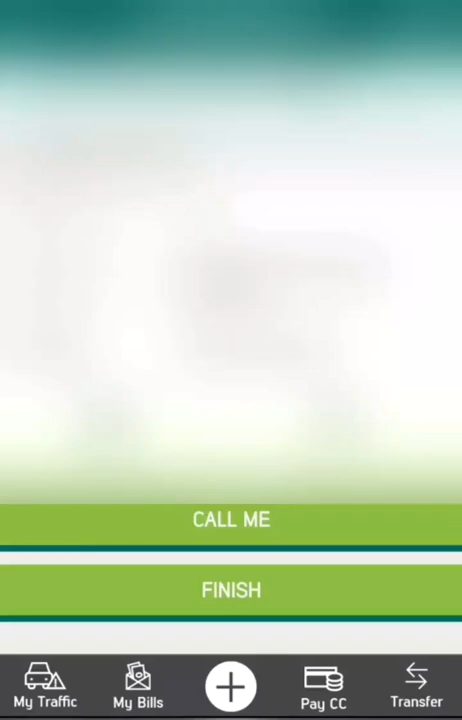 CALL ME
FINISH
My Traffic
My Bills
Pay CC
Transfer